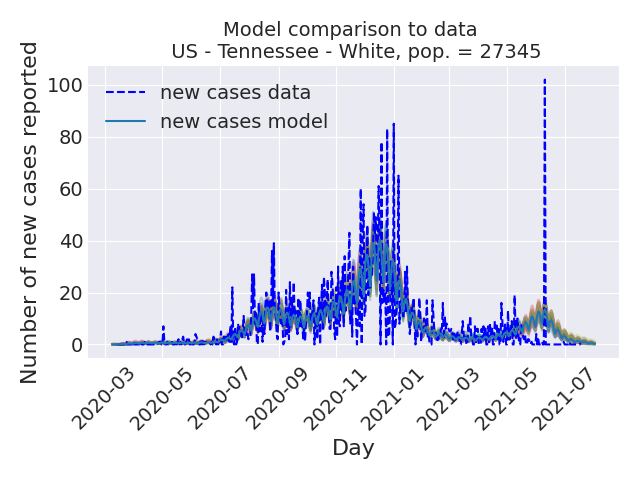 Model comparison to data
US - Tennessee - White, pop. = 27345
Number of new cases reported
100
80
60
40
20
0
new cases data
new cases model
2020-03
2020-05
2020-07
2020-09
2020-11
2021-01
2021-03
2021-05
2021-07
Day